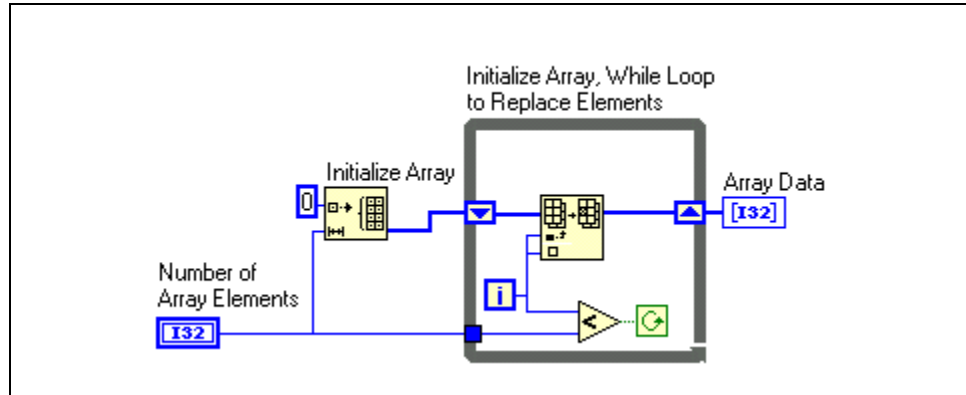 Initialize Array, While Loop
to Replace Elements
Initialize Array
0
Array Data
[I32]
Number of
Array Elements
I32
i
<